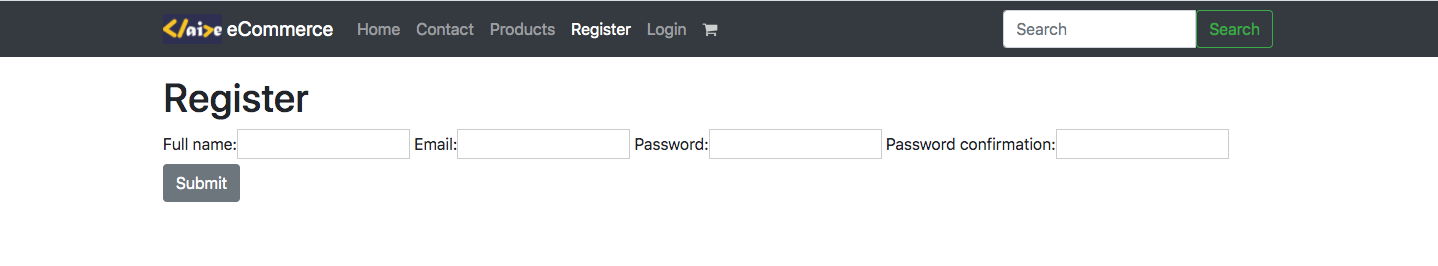 </aize eCommerce Home Contact Products Register Login Search Search
Register
Full name: Email: Password: Password confirmation:
Submit